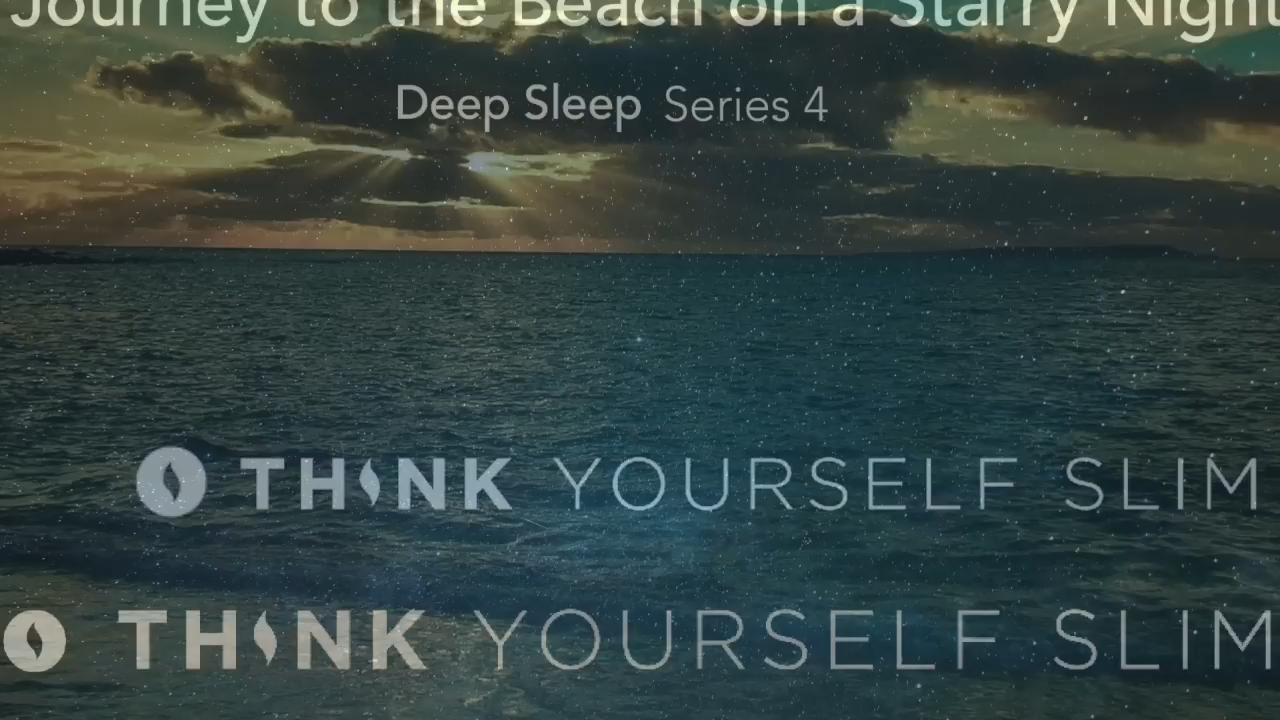 Journey to the Beach on a Starry Night
Deep Sleep Series 4
THINK YOURSELF SLIM
THINK YOURSELF SLIM